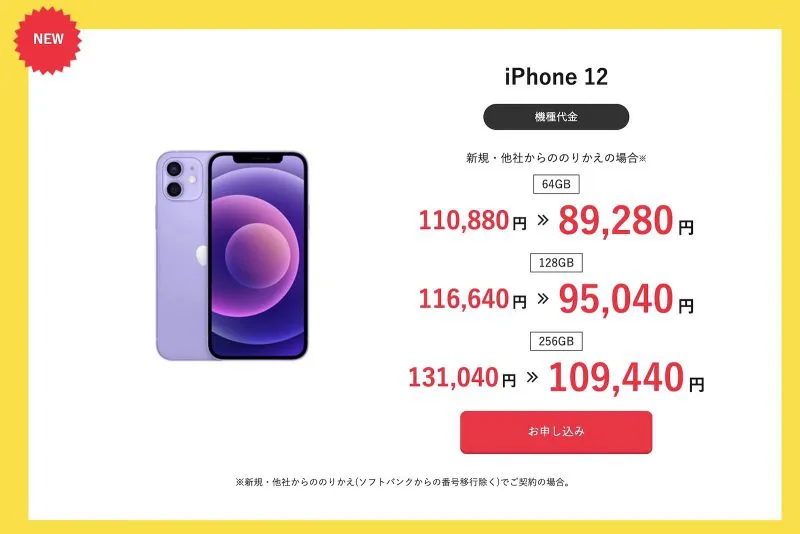 NEW
iPhone 12
機種代金
新規・他社からののりかえの場合※
64GB
110,880円 » 89,280円
128GB
116,640円 » 95,040円
256GB
131,040円 » 109,440円
お申し込み
※新規・他社からののりかえ(ソフトバンクからの番号移行除く)でご契約の場合。